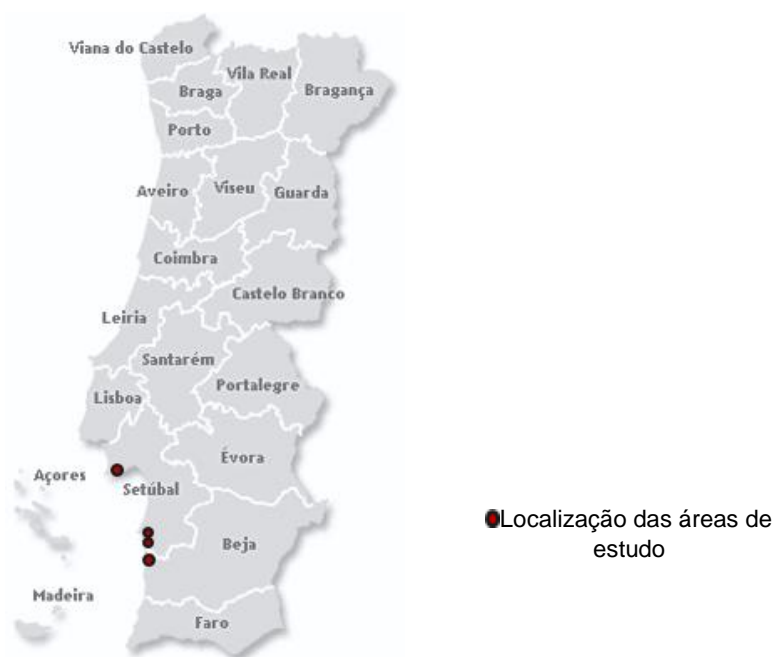 Viana do Castelo
Vila Real
Braga
Bragança
Porto
Aveiro
Viseu
Guarda
Coimbra
Castelo Branco
Leiria
Santarém
Portalegre
Lisboa
Évora
Açores
Setúbal
Beja
Madeira
Faro
Localização das áreas de
estudo